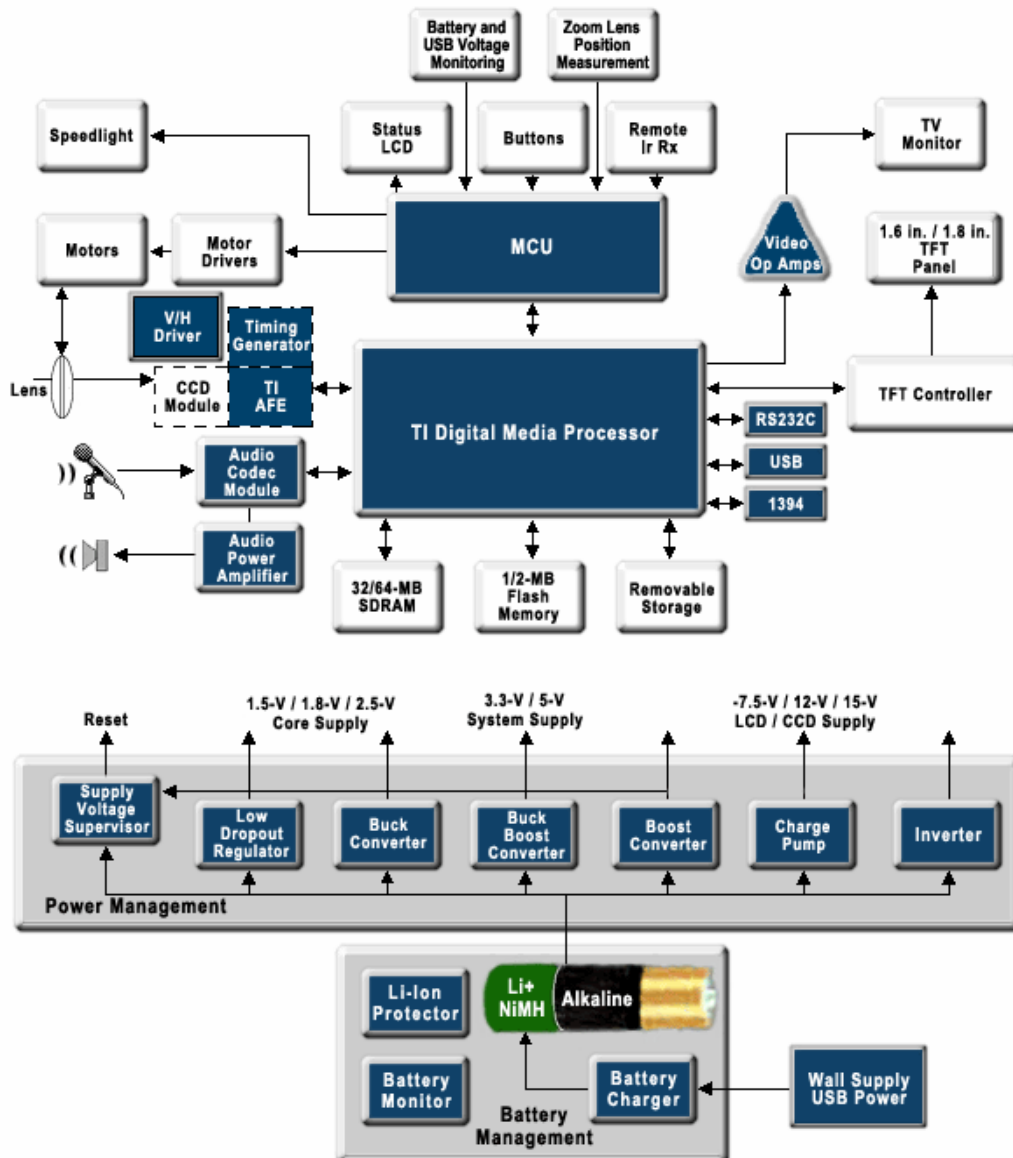 Battery and
USB Voltage
Monitoring
Zoom Lens
Position
Measurement
Speedlight
Status
LCD
Buttons
Remote
Ir Rx
TV
Monitor
Motors
Motor
Drivers
MCU
Video
Op Amps
1.6 in. / 1.8 in.
TFT
Panel
V/H
Driver
Timing
Generator
Lens
CCD
Module
TI
AFE
TI Digital Media Processor
TFT Controller
RS232C
USB
1394
Audio
Codec
Module
Audio
Power
Amplifier
32/64-MB
SDRAM
1/2-MB
Flash
Memory
Removable
Storage
Reset
1.5-V / 1.8-V / 2.5-V
Core Supply
3.3-V / 5-V
System Supply
-7.5-V / 12-V / 15-V
LCD / CCD Supply
Supply
Voltage
Supervisor
Low
Dropout
Regulator
Buck
Converter
Buck
Boost
Converter
Boost
Converter
Charge
Pump
Inverter
Power Management
Li-Ion
Protector
Li+
NiMH
Alkaline
Battery
Monitor
Battery
Charger
Wall Supply
USB Power
Battery
Management